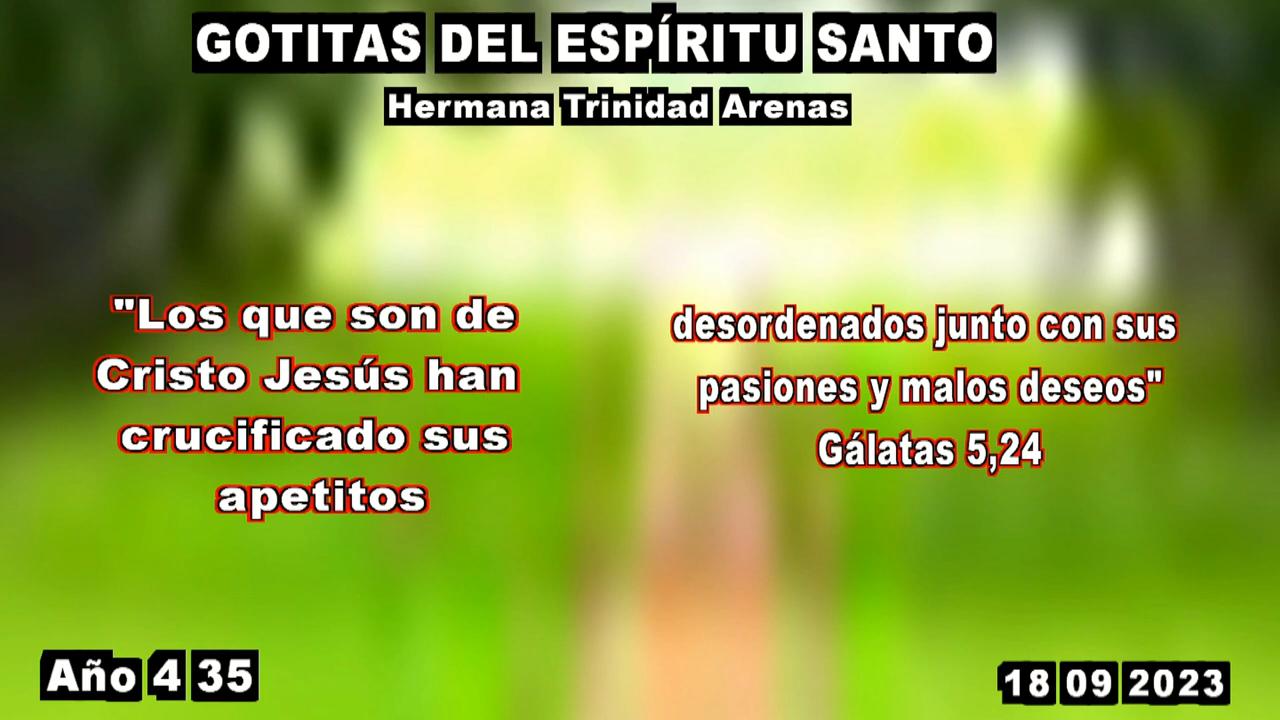 GOTITAS DEL ESPÍRITU SANTO
Hermana Trinidad Arenas
"Los que son de
Cristo Jesús han
crucificado sus
apetitos
desordenados junto con sus
pasiones y malos deseos"
Gálatas 5,24
Año 4 35
18 09 2023